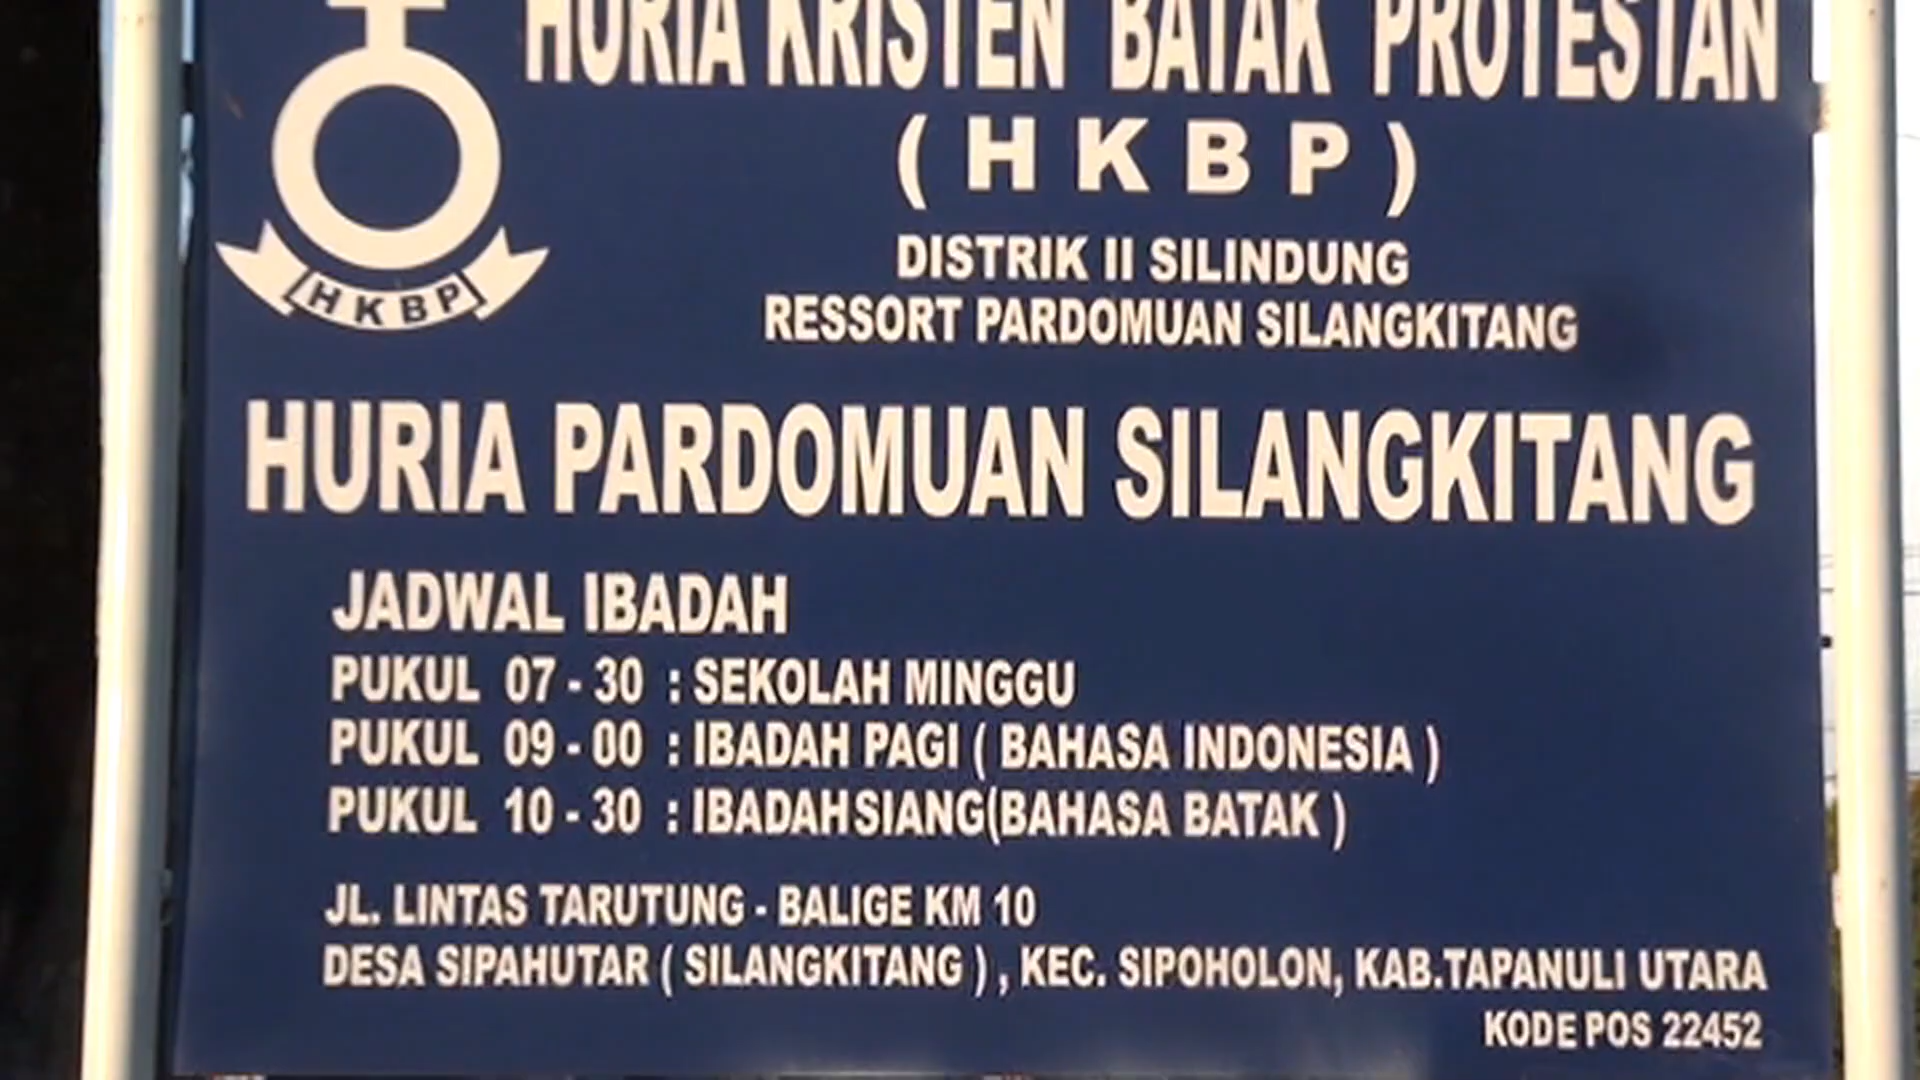 HURIA KRISTEN BATAK PROTESTAN
( H K B P )
HKBP
DISTRIK II SILINDUNG
RESSORT PARDOMUAN SILANGKITANG
HURIA PARDOMUAN SILANGKITANG
JADWAL IBADAH
PUKUL 07 - 30 : SEKOLAH MINGGU
PUKUL 09 - 00 : IBADAH PAGI ( BAHASA INDONESIA )
PUKUL 10 - 30 : IBADAH SIANG(BAHASA BATAK )
JL. LINTAS TARUTUNG - BALIGE KM 10
DESA SIPAHUTAR ( SILANGKITANG ) , KEC. SIPOHOLON, KAB.TAPANULI UTARA
KODE POS 22452